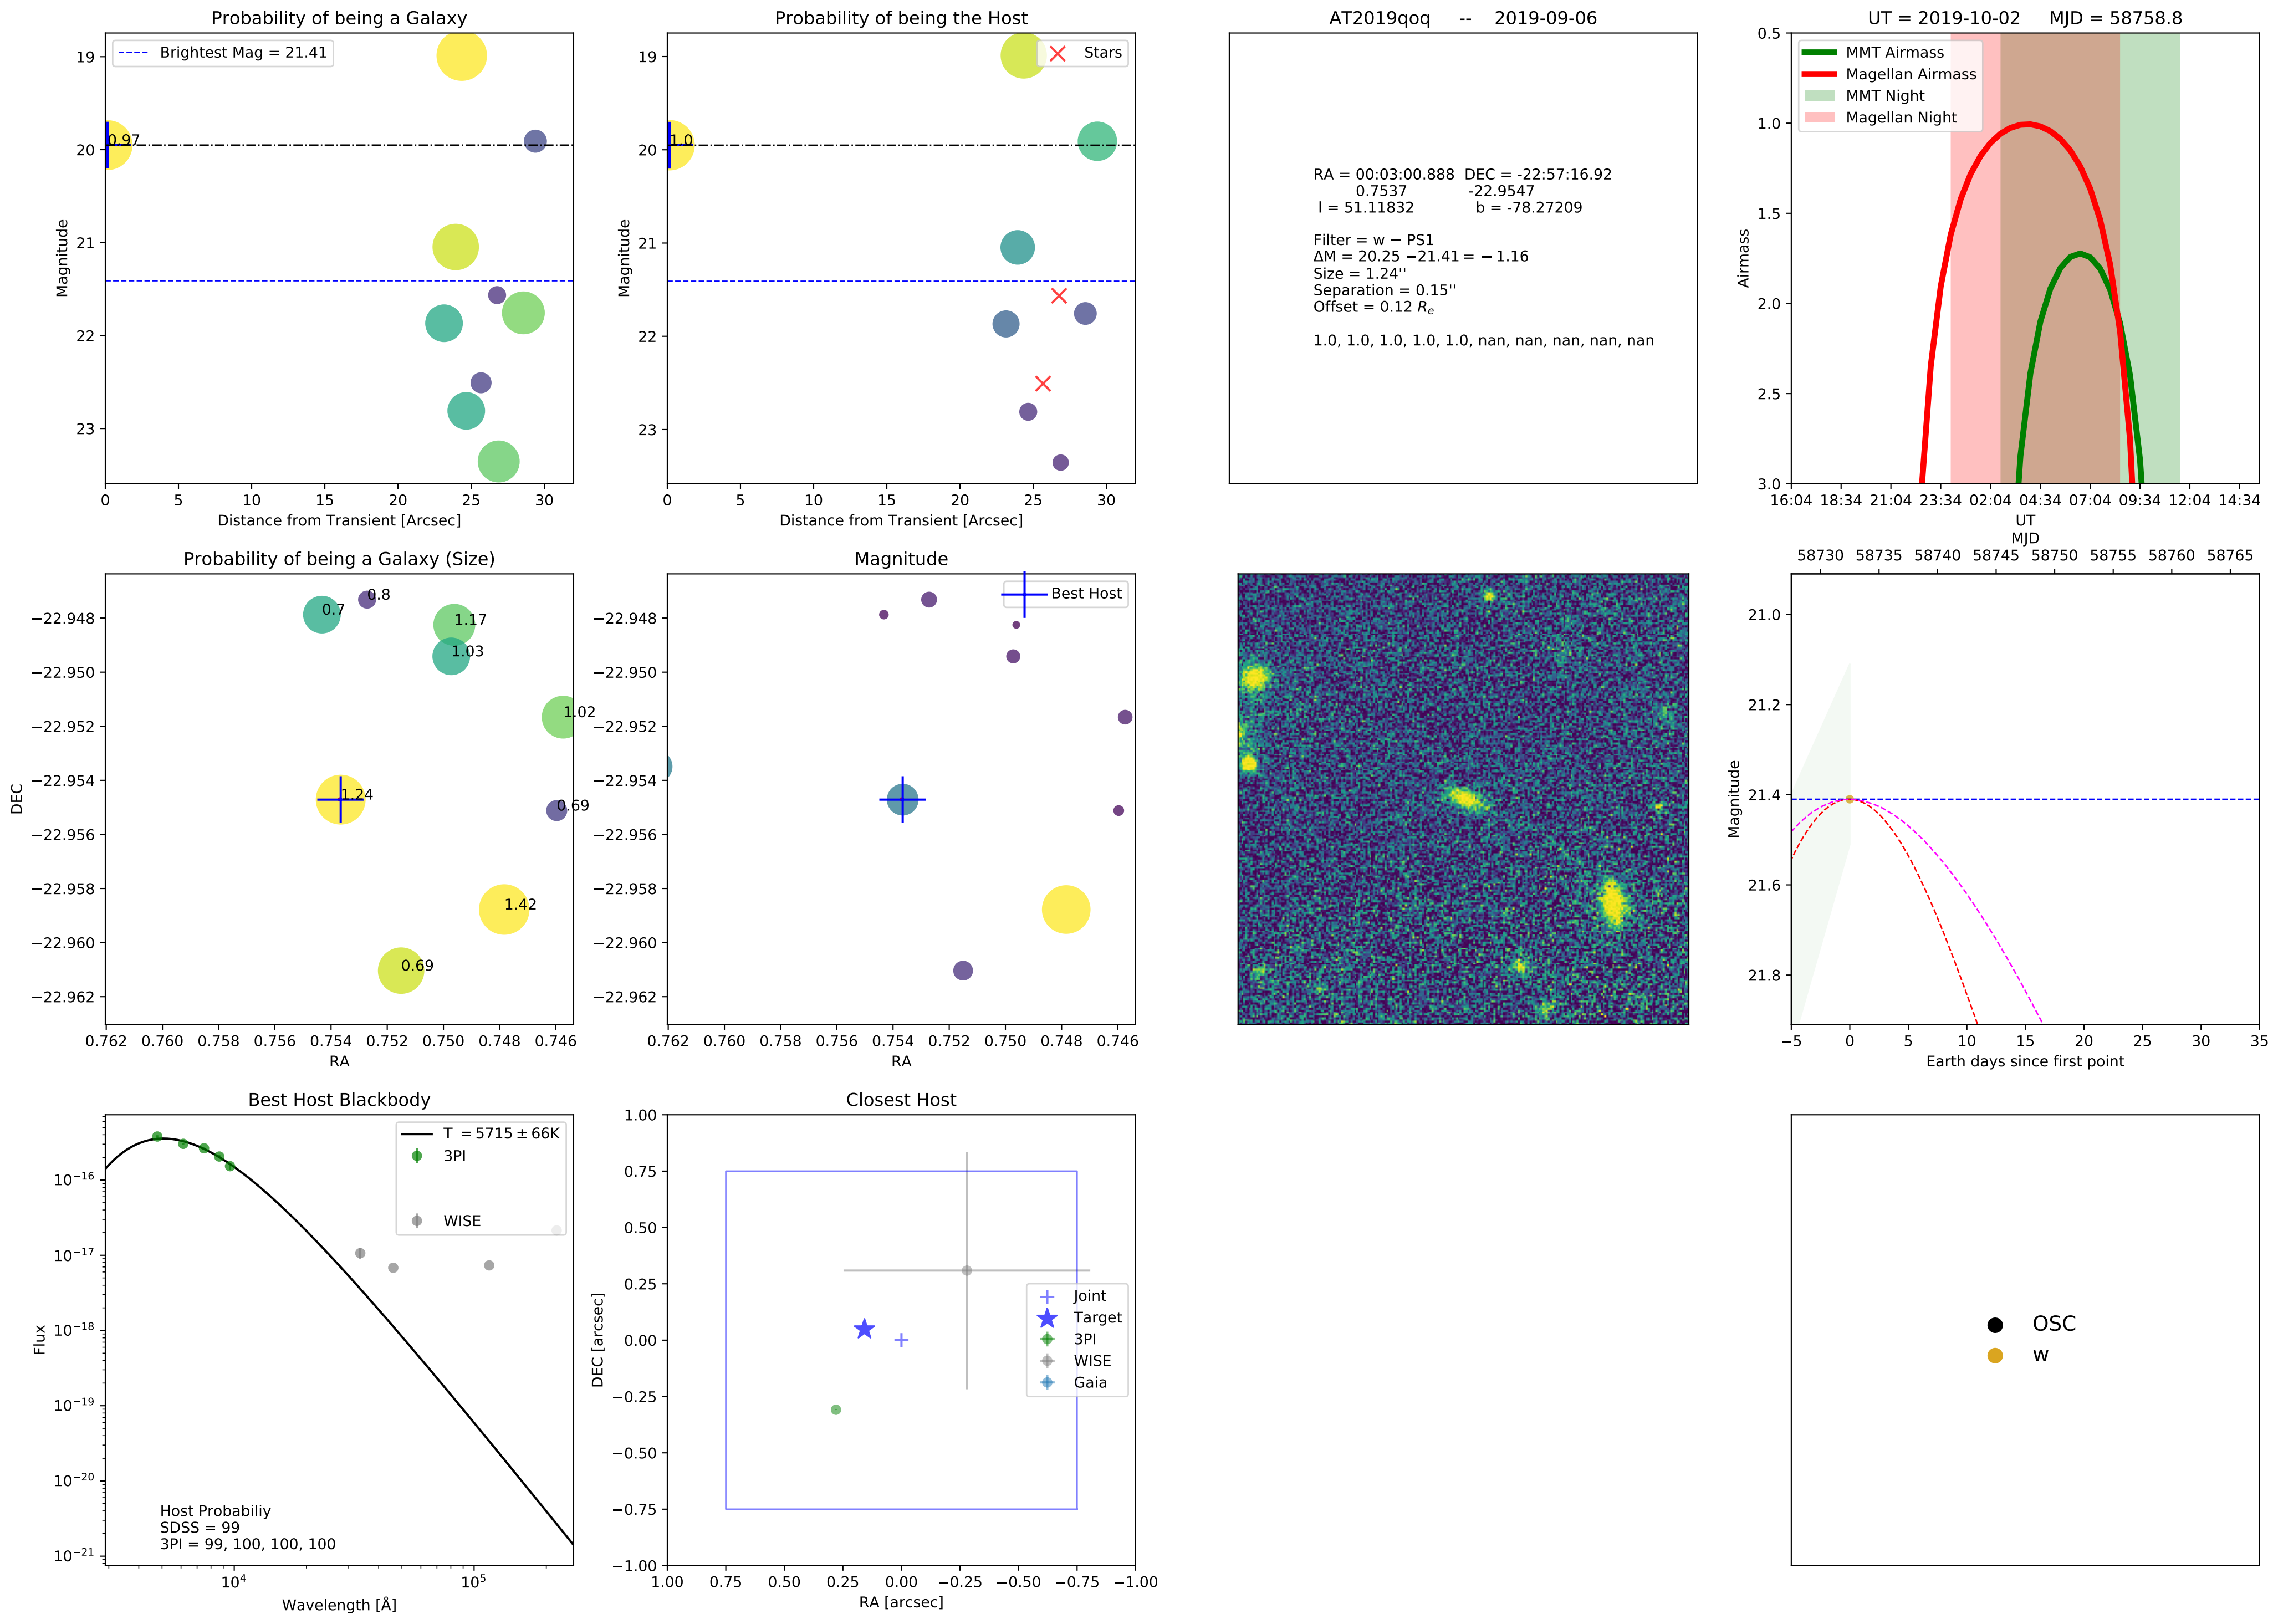 Probability of being a Galaxy
Brightest Mag = 21.41
0.97
19
20
21
22
23
Magnitude
0 5 10 15 20 25 30
Distance from Transient [Arcsec]
Probability of being the Host
Stars
1.0
19
20
21
22
23
Magnitude
0 5 10 15 20 25 30
Distance from Transient [Arcsec]
AT2019qoq -- 2019-09-06
RA = 00:03:00.888 DEC = -22:57:16.92
0.7537 -22.9547
l = 51.11832 b = -78.27209
Filter = w − PS1
ΔM = 20.25 −21.41 = − 1.16
Size = 1.24''
Separation = 0.15''
Offset = 0.12 Re
1.0, 1.0, 1.0, 1.0, 1.0, nan, nan, nan, nan, nan
UT = 2019-10-02 MJD = 58758.8
MMT Airmass
Magellan Airmass
MMT Night
Magellan Night
0.5
1.0
1.5
2.0
2.5
3.0
Airmass
16:04 18:34 21:04 23:34 02:04 04:34 07:04 09:34 12:04 14:34
UT
Probability of being a Galaxy (Size)
0.7
0.8
1.17
1.03
1.02
1.24
0.69
1.42
0.69
−22.948
−22.950
−22.952
−22.954
−22.956
−22.958
−22.960
−22.962
DEC
0.762 0.760 0.758 0.756 0.754 0.752 0.750 0.748 0.746
RA
Magnitude
Best Host
−22.948
−22.950
−22.952
−22.954
−22.956
−22.958
−22.960
−22.962
0.762 0.760 0.758 0.756 0.754 0.752 0.750 0.748 0.746
RA
MJD
58730 58735 58740 58745 58750 58755 58760 58765
21.0
21.2
21.4
21.6
21.8
Magnitude
−5 0 5 10 15 20 25 30 35
Earth days since first point
Best Host Blackbody
T = 5715 ± 66K
3PI
WISE
10−16
10−17
10−18
10−19
10−20
10−21
Flux
Host Probabiliy
SDSS = 99
3PI = 99, 100, 100, 100
104 105
Wavelength [Å]
Closest Host
Joint
Target
3PI
WISE
Gaia
1.00
0.75
0.50
0.25
0.00
−0.25
−0.50
−0.75
−1.00
DEC [arcsec]
1.00 0.75 0.50 0.25 0.00 −0.25 −0.50 −0.75 −1.00
RA [arcsec]
OSC
w